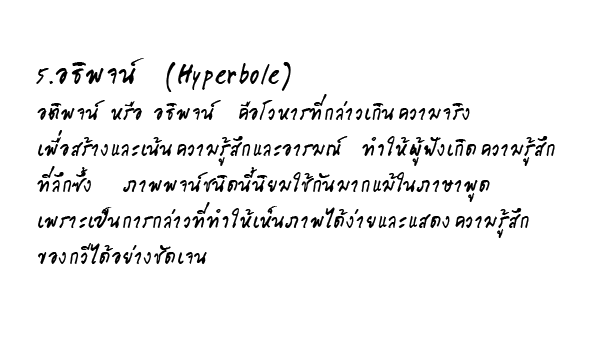 5.อธิพจน์ (Hyperbole)
อติพจน์ หรือ อธิพจน์ คือโวหารที่กล่าวเกินความจริง
เพื่อสร้างและเน้นความรู้สึกและอารมณ์ ทำให้ผู้ฟังเกิดความรู้สึก
ที่ลึกซึ้ง ภาพพจน์ชนิดนี้นิยมใช้กันมากแม้ในภาษาพูด
เพราะเป็นการกล่าวที่ทำให้เห็นภาพได้ง่ายและแสดงความรู้สึก
ของกวีได้อย่างชัดเจน